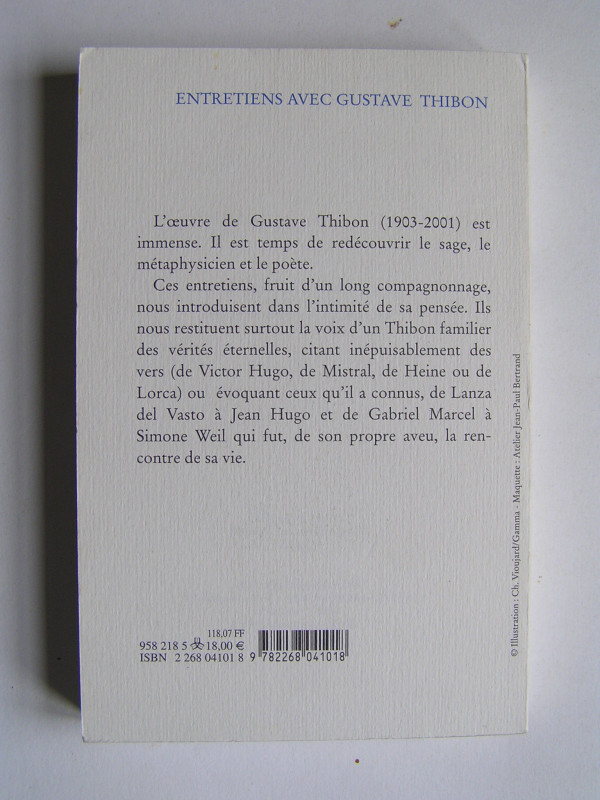 ENTRETIENS AVEC GUSTAVE THIBON
L'œuvre de Gustave Thibon (1903-2001) est
immense. Il est temps de redécouvrir le sage, le
métaphysicien et le poète.
Ces entretiens, fruit d'un long compagnonnage,
nous introduisent dans l'intimité de sa pensée. Ils
nous restituent surtout la voix d'un Thibon familier
des vérités éternelles, citant inépuisablement des
vers (de Victor Hugo, de Mistral, de Heine ou de
Lorca) ou évoquant ceux qu'il a connus, de Lanza
del Vasto à Jean Hugo et de Gabriel Marcel à
Simone Weil qui fut, de son propre aveu, la ren-
contre de sa vie.
© Illustration : Ch. Vioujard/Gamma - Maquette : Atelier Jean-Paul Bertrand
118,07 FF
958 218 5 18,00 €
ISBN 2 268 04101 8
9 782268 041018